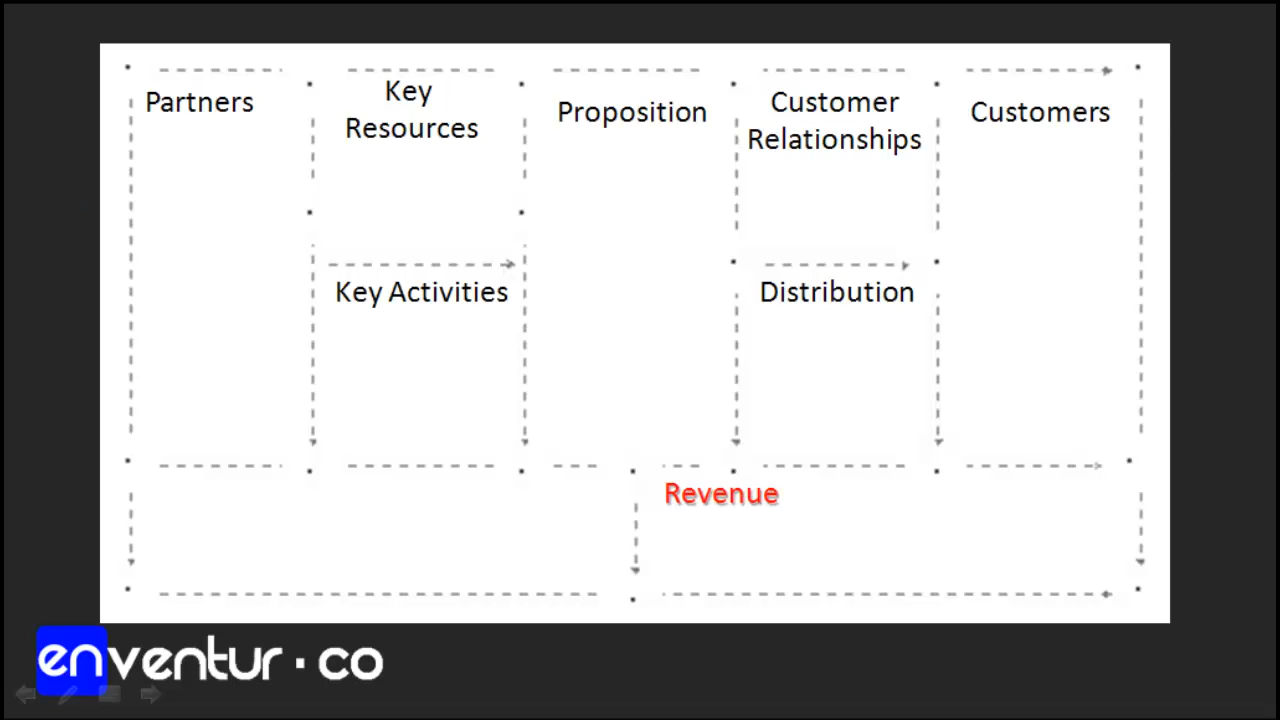 Partners
Key
Resources
Proposition
Customer
Relationships
Customers
Key Activities
Distribution
Revenue
enventur.co